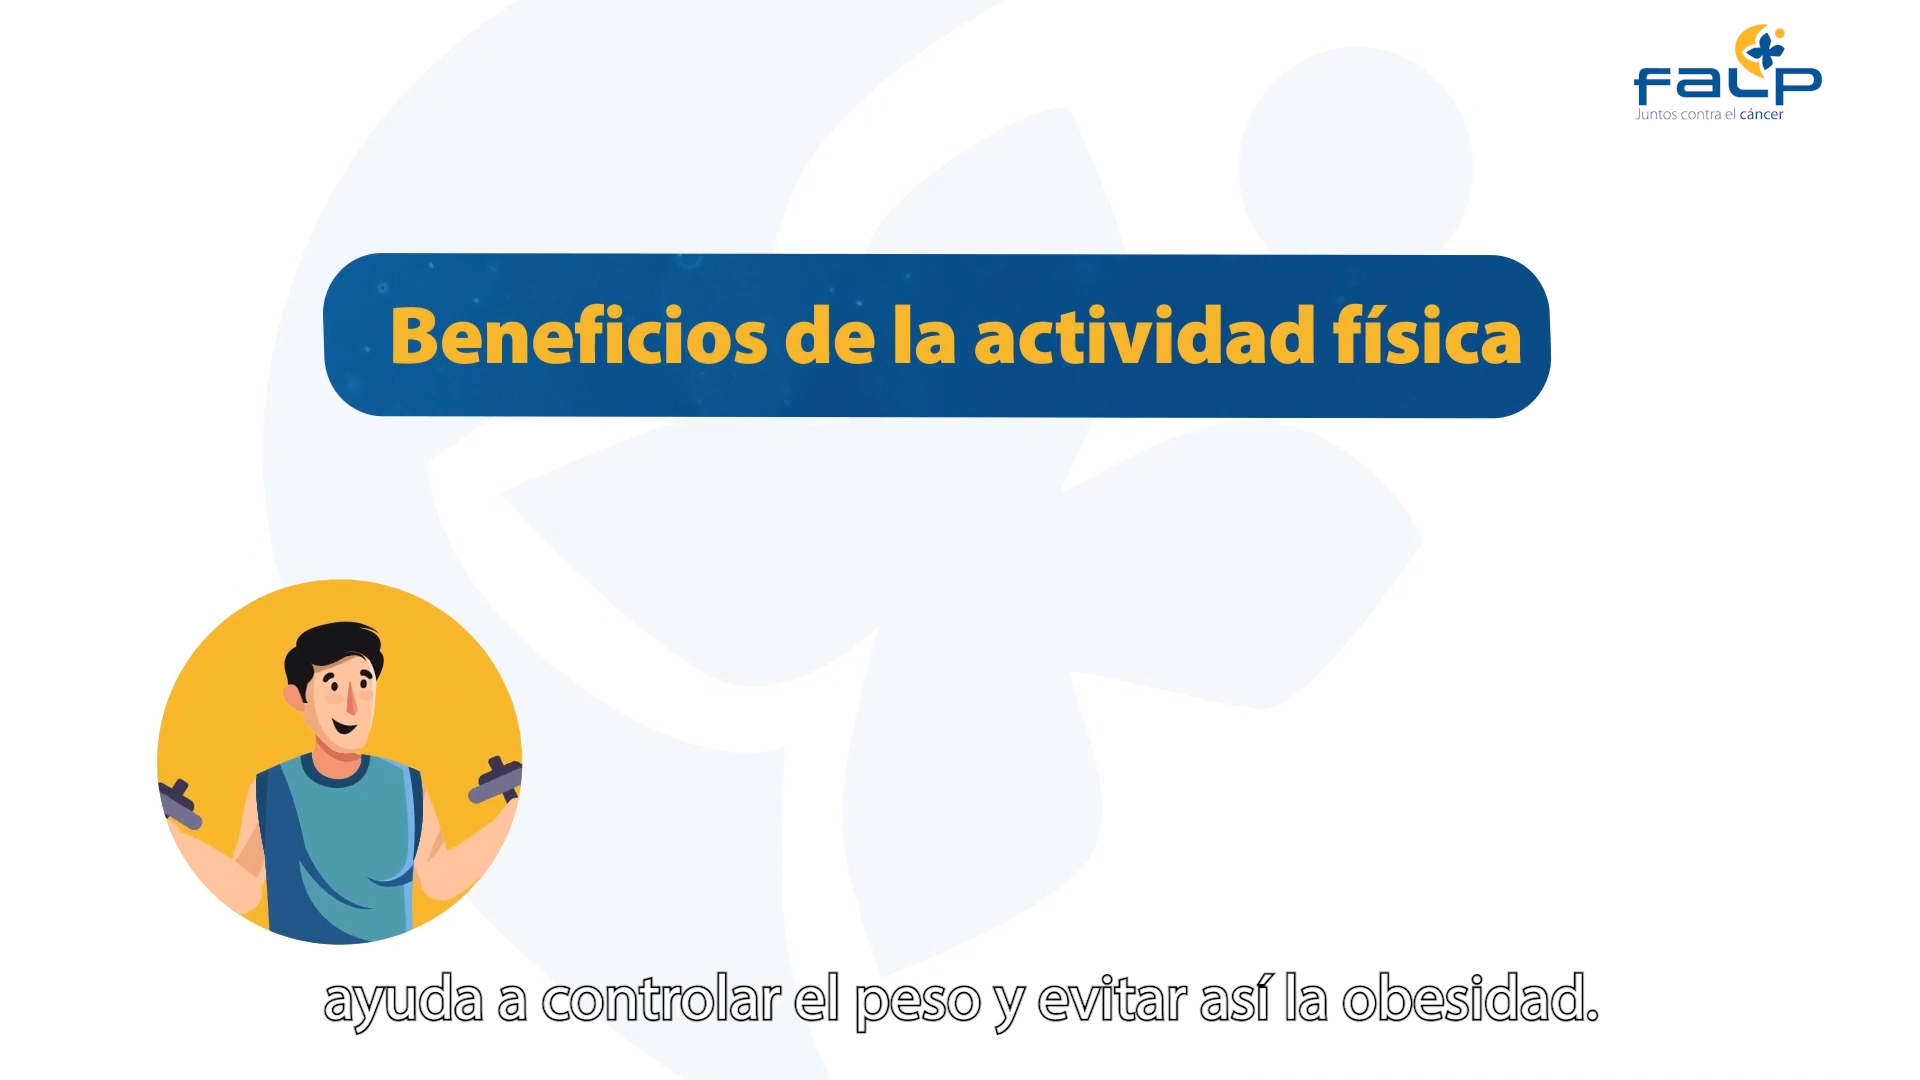 falp
Juntos contra el cáncer
Beneficios de la actividad física
ayuda a controlar el peso y evitar así la obesidad.